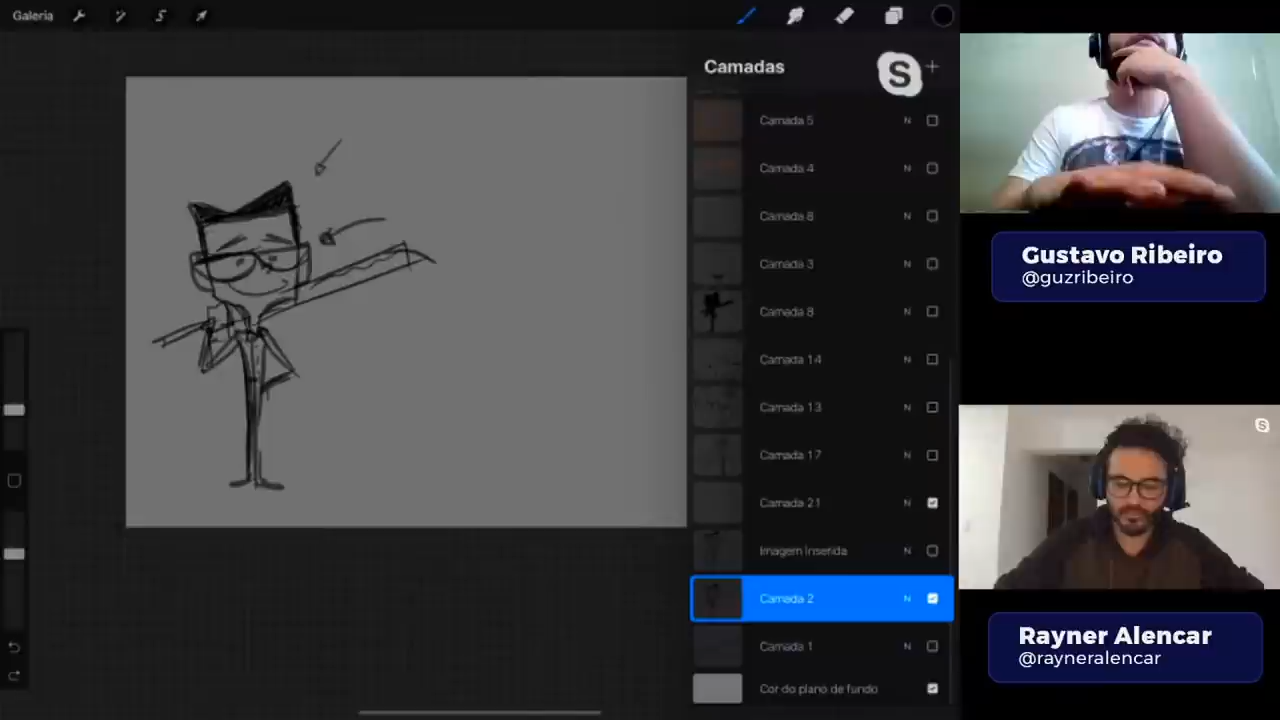 Galeria
Camadas
S
Camada 5 N
Camada 4 N
Camada 8 N
Camada 3 N
Camada 8 N
Camada 14 N
Camada 13 N
Camada 17 N
Camada 21 N
Imagem inserida N
Camada 2 N
Camada 1 N
Cor do plano de fundo
Gustavo Ribeiro
@guzribeiro
S
Rayner Alencar
@rayneralencar